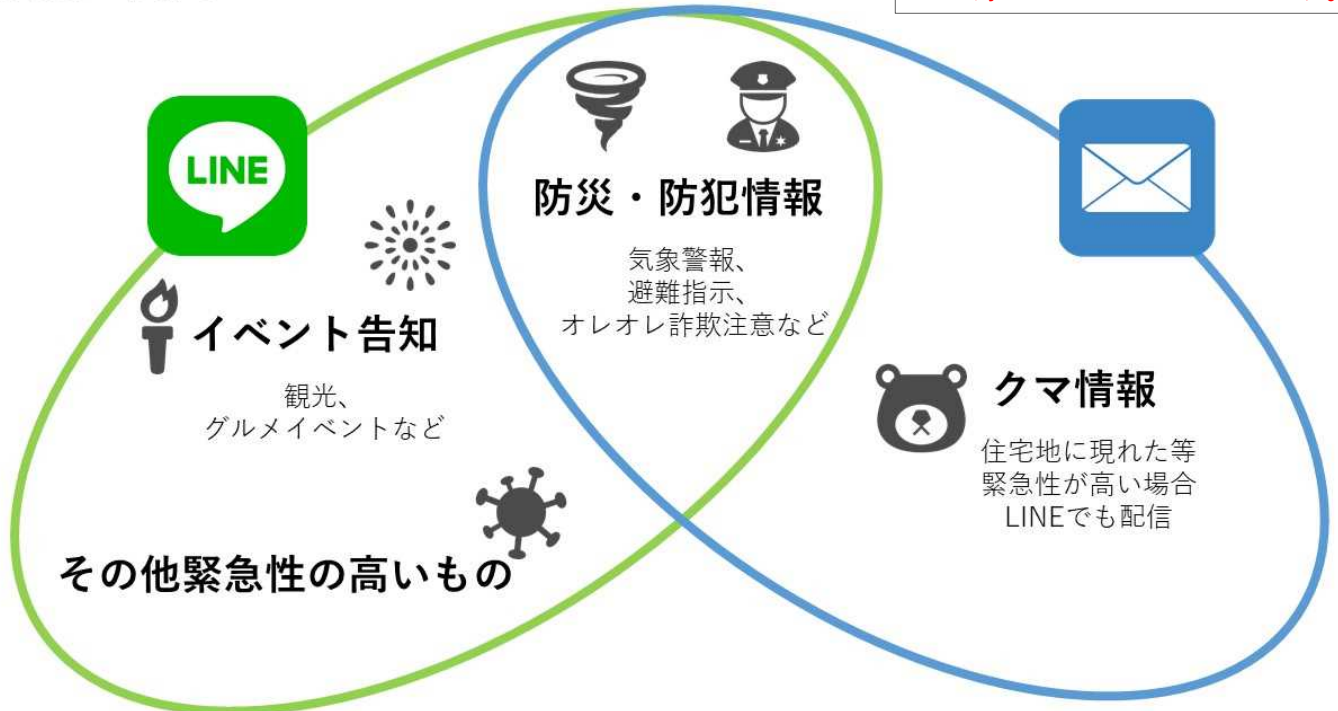 LINE
防災・防犯情報
気象警報、
避難指示、
オレオレ詐欺注意など
イベント告知
観光、
グルメイベントなど
クマ情報
住宅地に現れた等
緊急性が高い場合
LINEでも配信
その他緊急性の高いもの